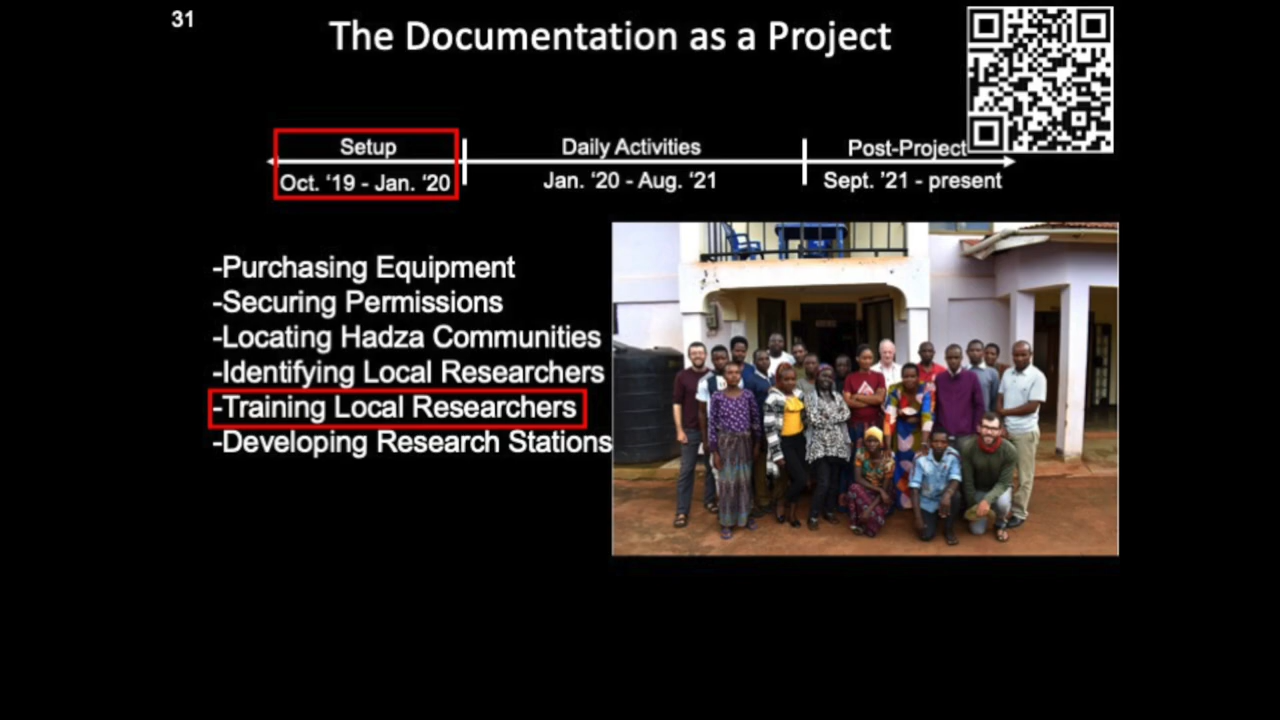 31
The Documentation as a Project
Setup
Daily Activities
Post-Project
Oct. ‘19 - Jan. ‘20
Jan. ‘20 - Aug. ‘21
Sept. ’21 - present
-Purchasing Equipment
-Securing Permissions
-Locating Hadza Communities
-Identifying Local Researchers
-Training Local Researchers
-Developing Research Stations